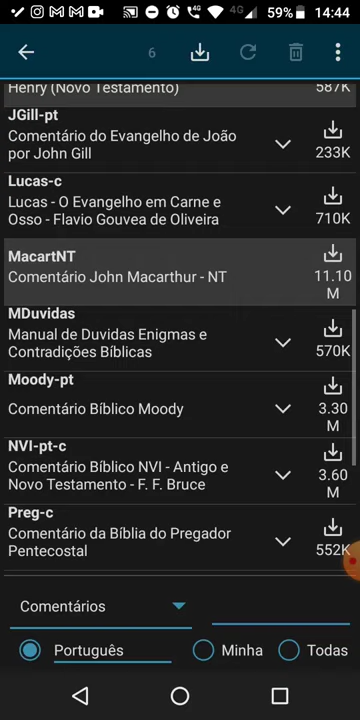 4G 59% 14:44
6
Henry (Novo Testamento) 587K
JGill-pt
Comentário do Evangelho de João
por John Gill
233K
Lucas-c
Lucas - O Evangelho em Carne e
Osso - Flavio Gouvea de Oliveira
710K
MacartNT
Comentário John Macarthur - NT
11.10
M
MDuvidas
Manual de Duvidas Enigmas e
Contradições Bíblicas
570K
Moody-pt
Comentário Bíblico Moody
3.30
M
NVI-pt-c
Comentário Bíblico NVI - Antigo e
Novo Testamento - F. F. Bruce
3.60
M
Preg-c
Comentário da Bíblia do Pregador
Pentecostal
552K
Comentários
Português Minha Todas